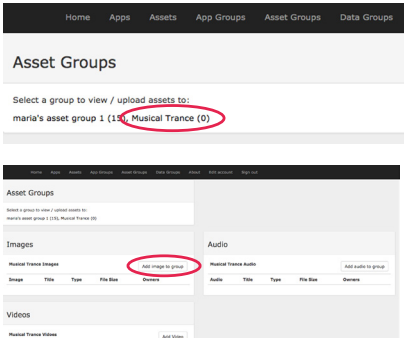 Home Apps Assets App Groups Asset Groups Data Groups
Asset Groups
Select a group to view / upload assets to:
maria's asset group 1 (15), Musical Trance (0)
Home Apps Assets App Groups Asset Groups Data Groups About Edit account Sign out
Asset Groups
Select a group to view / upload assets to:
maria's asset group 1 (15), Musical Trance (0)
Images
Musical Trance Images Add image to group
Image Title Type File Size Owners
Audio
Musical Trance Audio Add audio to group
Audio Title Type File Size Owners
Videos
Musical Trance Videos Add Video